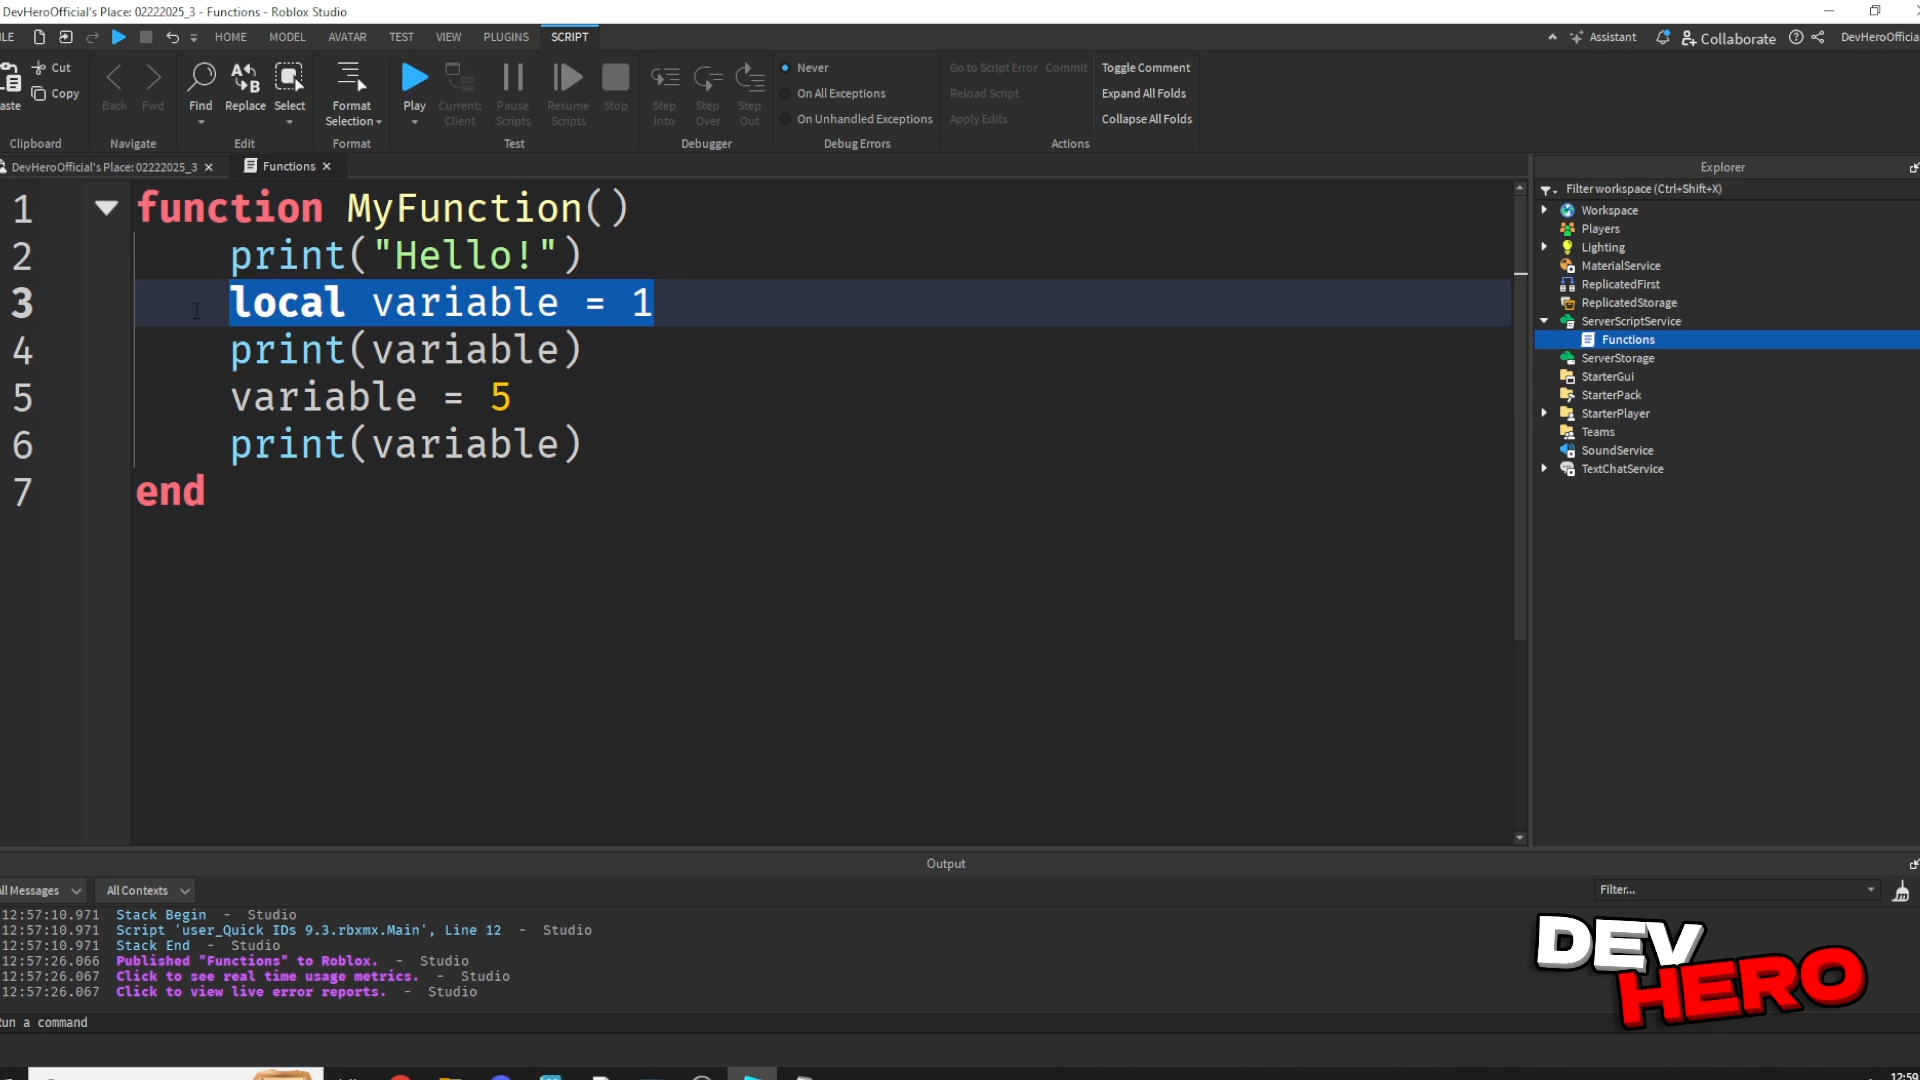 DevHeroOfficial's Place: 02222025_3 - Functions - Roblox Studio
HOME MODEL AVATAR TEST VIEW PLUGINS SCRIPT Assistant Collaborate
Cut
Copy
Back Fwd
Find Replace Select
Format Selection
Play Current: Client Pause Scripts Resume Scripts Stop
Step Into Step Over Step Out
Never
On All Exceptions
On Unhandled Exceptions
Go to Script Error Commit
Reload Script
Apply Edits
Toggle Comment
Expand All Folds
Collapse All Folds
Clipboard Navigate Edit Format Test Debugger Debug Errors Actions
DevHeroOfficial's Place: 02222025_3 Functions
1 function MyFunction()
2 print("Hello!")
3 local variable = 1
4 print(variable)
5 variable = 5
6 print(variable)
7 end
Explorer
Filter workspace (Ctrl+Shift+X)
Workspace
Players
Lighting
MaterialService
ReplicatedFirst
ReplicatedStorage
ServerScriptService
Functions
ServerStorage
StarterGui
StarterPack
StarterPlayer
Teams
SoundService
TextChatService
Output
Messages All Contexts Filter...
12:57:10.971 Stack Begin - Studio
12:57:10.971 Script 'user_Quick IDs 9.3.rbxmx.Main', Line 12 - Studio
12:57:10.971 Stack End - Studio
12:57:26.066 Published "Functions" to Roblox. - Studio
12:57:26.067 Click to see real time usage metrics. - Studio
12:57:26.067 Click to view live error reports. - Studio
a command
DEV
HERO
12:59